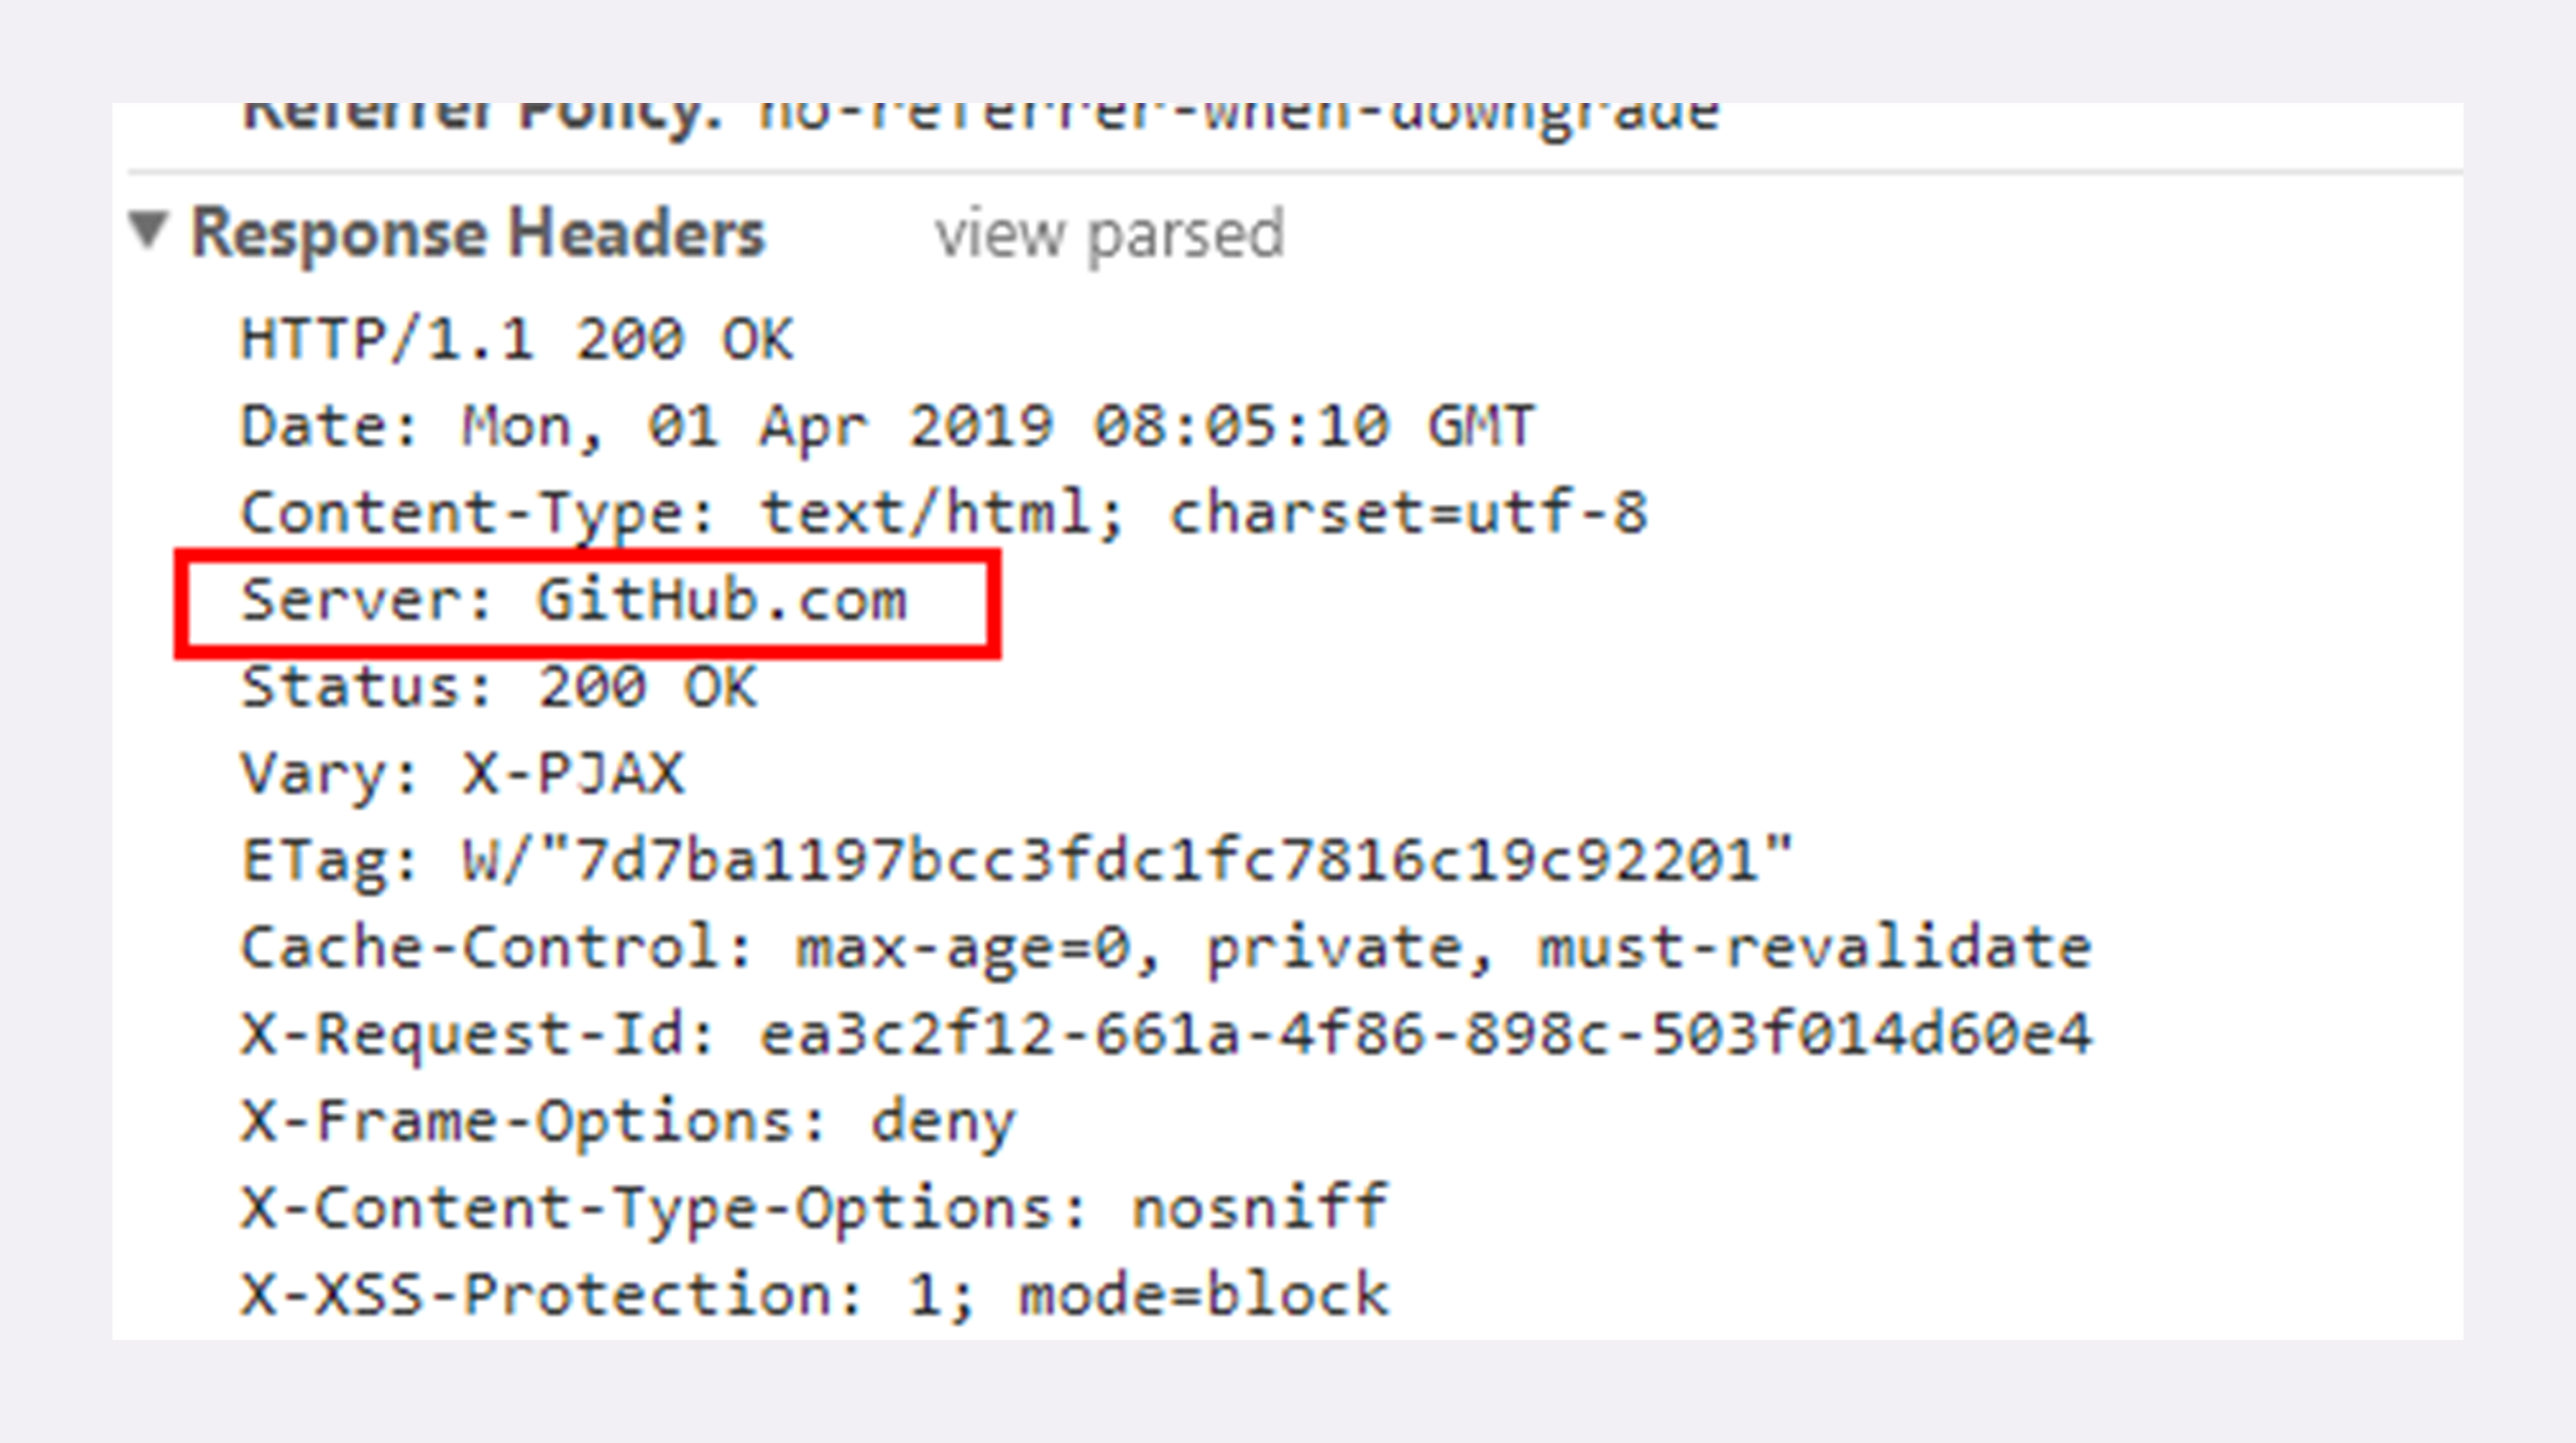 Referrer Policy: no-referrer-when-downgrade
Response Headers view parsed
HTTP/1.1 200 OK
Date: Mon, 01 Apr 2019 08:05:10 GMT
Content-Type: text/html; charset=utf-8
Server: GitHub.com
Status: 200 OK
Vary: X-PJAX
ETag: W/"7d7ba1197bcc3fdc1fc7816c19c92201"
Cache-Control: max-age=0, private, must-revalidate
X-Request-Id: ea3c2f12-661a-4f86-898c-503f014d60e4
X-Frame-Options: deny
X-Content-Type-Options: nosniff
X-XSS-Protection: 1; mode=block